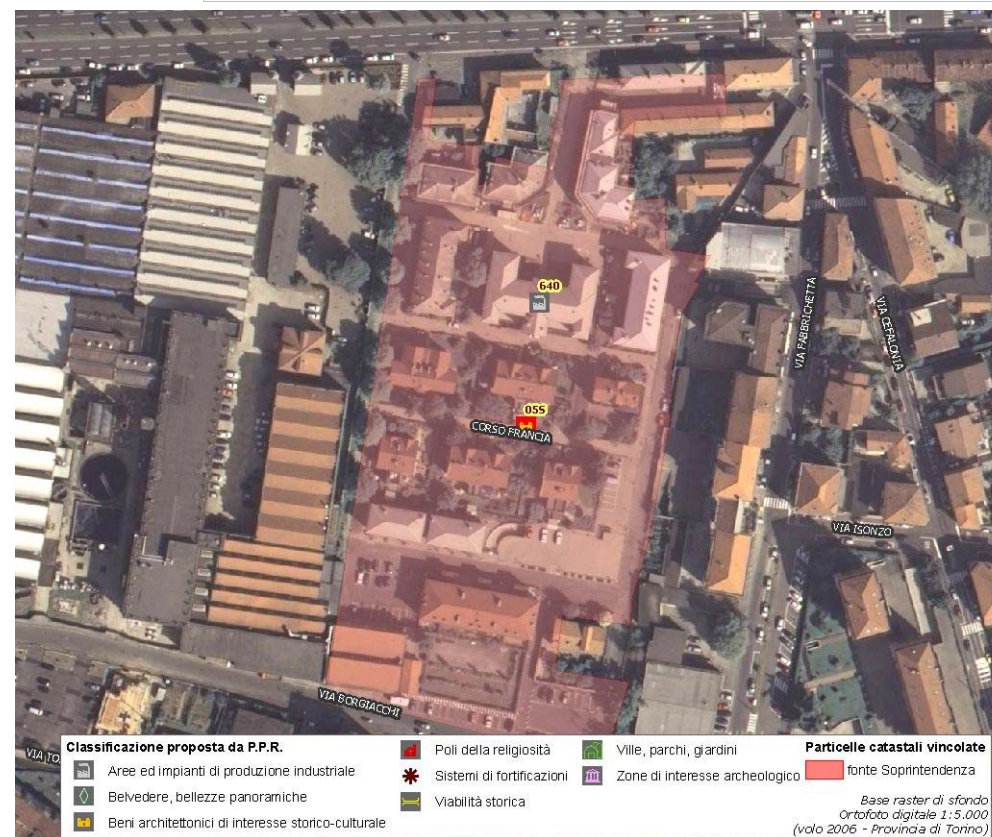 640
VIA FABBRICHETTA
VIA CEFALONIA
055
CORSO FRANCIA
VIA ISONZO
VIA BORGIACCHI
Classificazione proposta da P.P.R.
Aree ed impianti di produzione industriale
Belvedere, bellezze panoramiche
Beni architettonici di interesse storico-culturale
Poli della religiosità
Sistemi di fortificazioni
Viabilità storica
Ville, parchi, giardini
Zone di interesse archeologico
Particelle catastali vincolate
fonte Soprintendenza
Base raster di sfondo
Ortofoto digitale 1:5.000
(volo 2006 - Provincia di Torino)